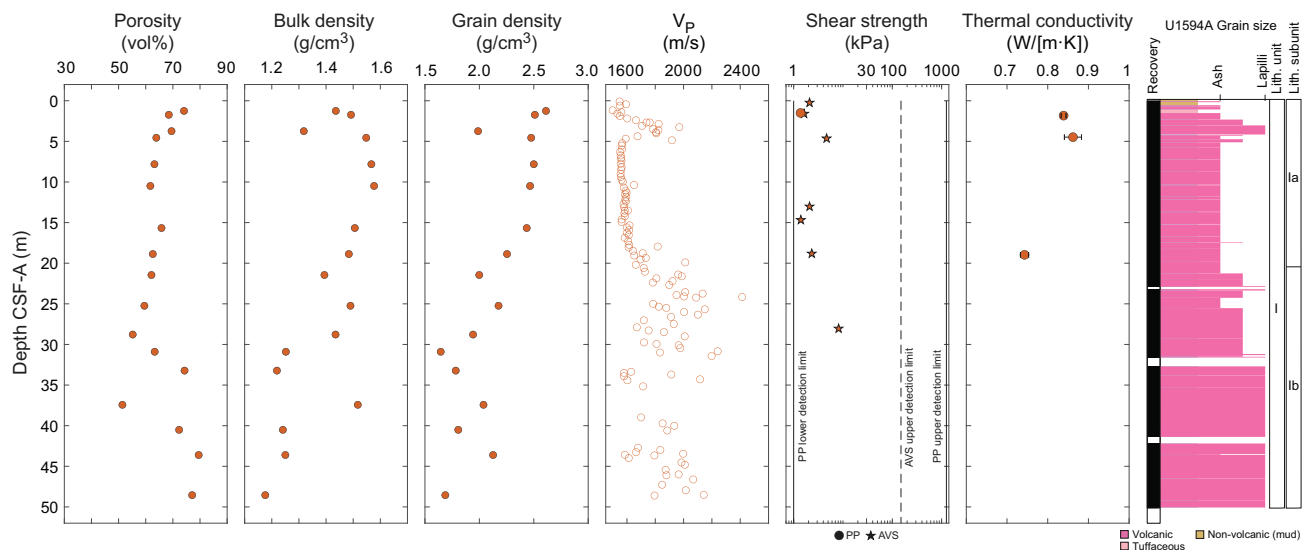 Porosity
(vol%)
30 50 70 90
Bulk density
(g/cm³)
1.2 1.4 1.6
Grain density
(g/cm³)
1.5 2.0 2.5 3.0
VP
(m/s)
1600 2000 2400
Shear strength
(kPa)
1 30 100 1000
Thermal conductivity
(W/[m·K])
0.6 0.8 1
U1594A Grain size
Recovery
Ash
Lapilli
Lith. unit
Lith. subunit
Depth CSF-A (m)
0
5
10
15
20
25
30
35
40
45
50
PP lower detection limit
AVS upper detection limit
PP upper detection limit
I
Ia
Ib
PP AVS
Volcanic
Non-volcanic (mud)
Tuffaceous